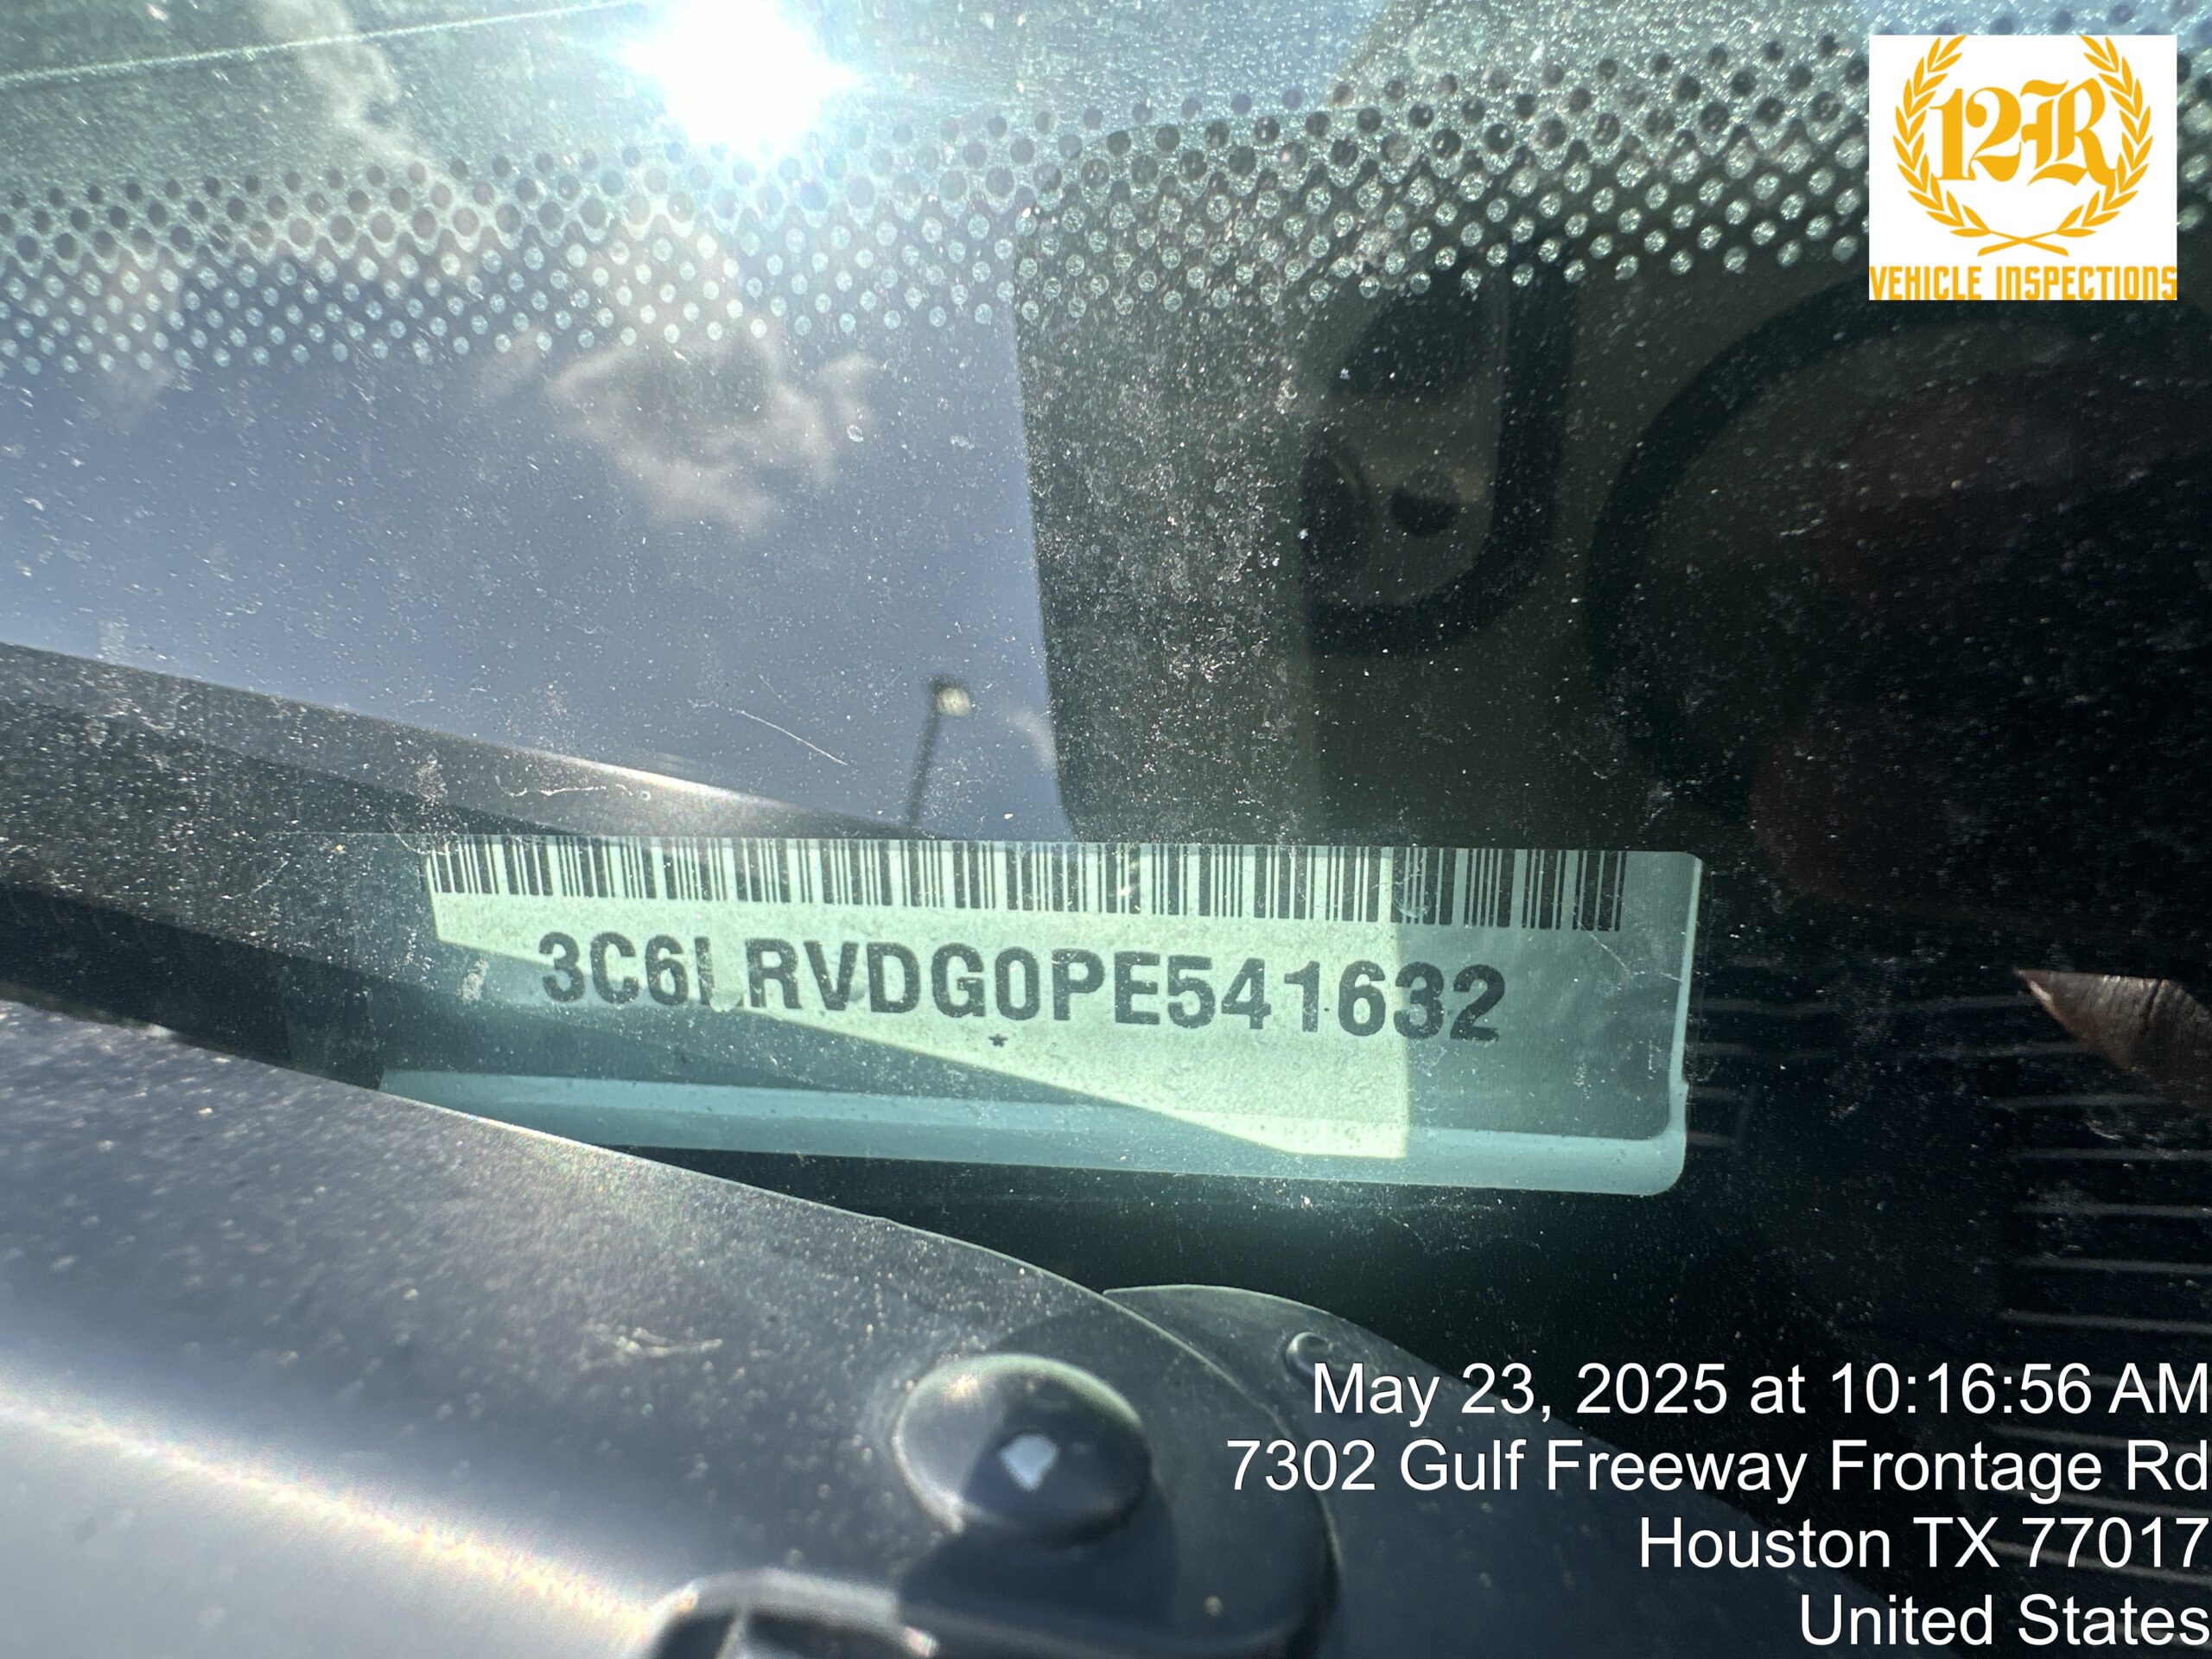 12R
VEHICLE INSPECTIONS
3C6LRVDG0PE541632
May 23, 2025 at 10:16:56 AM
7302 Gulf Freeway Frontage Rd
Houston TX 77017
United States